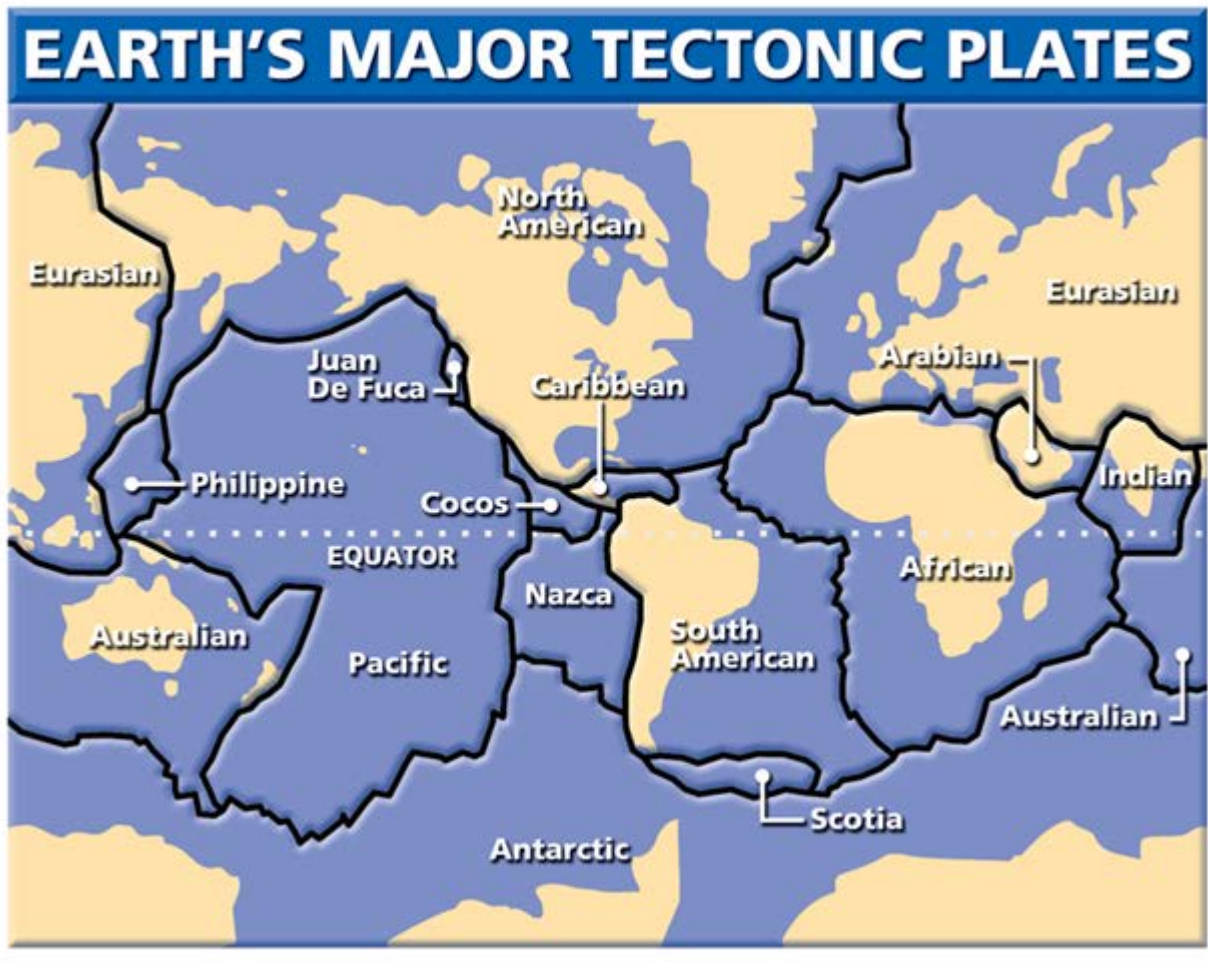 EARTH'S MAJOR TECTONIC PLATES
North
American
Eurasian
Eurasian
Juan
De Fuca
Caribbean
Arabian
Philippine
Cocos
Indian
EQUATOR
African
Nazca
Australian
South
American
Pacific
Australian
Scotia
Antarctic